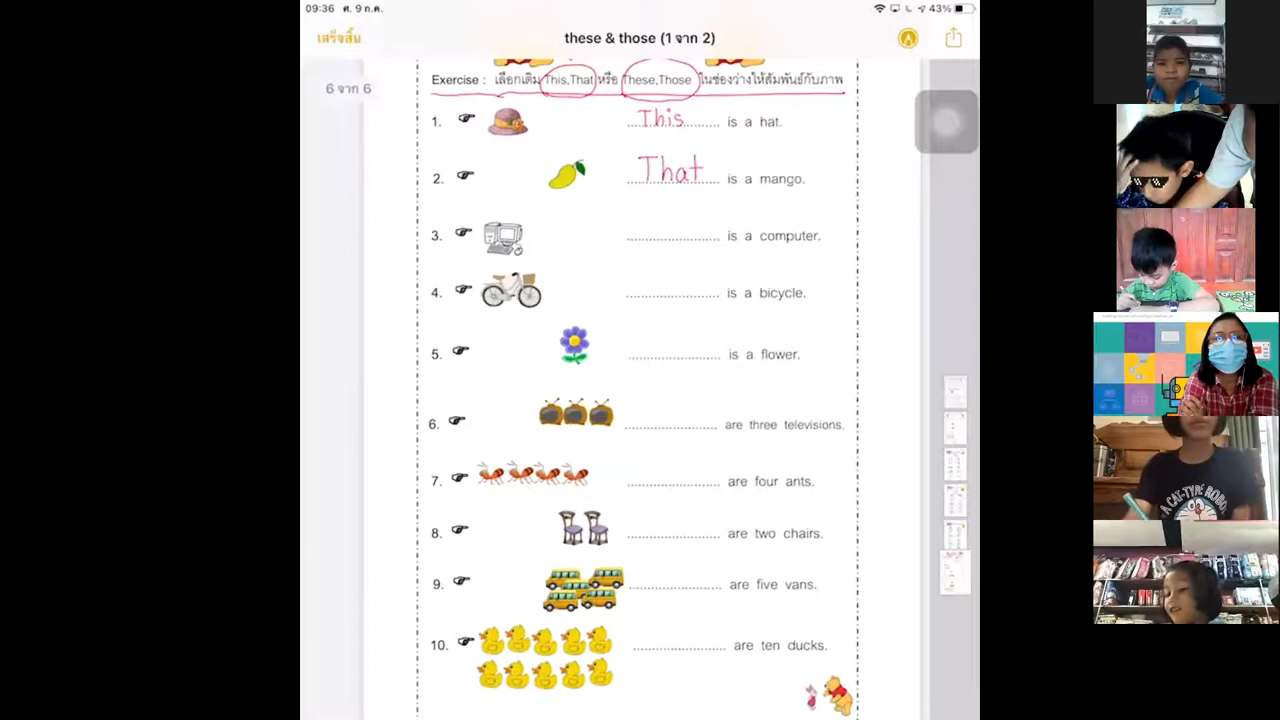 09:36 ศ. 9 ก.ค.
43%
เสร็จสิ้น
these & those (1 จาก 2)
6 จาก 6
Exercise : เลือกเติม This,That หรือ These,Those ในช่องว่างให้สัมพันธ์กับภาพ
1. This is a hat.
2. That is a mango.
3. .......................... is a computer.
4. .......................... is a bicycle.
5. .......................... is a flower.
6. .......................... are three televisions.
7. .......................... are four ants.
8. .......................... are two chairs.
9. .......................... are five vans.
10. .......................... are ten ducks.
A CAT-TYPE ROBO